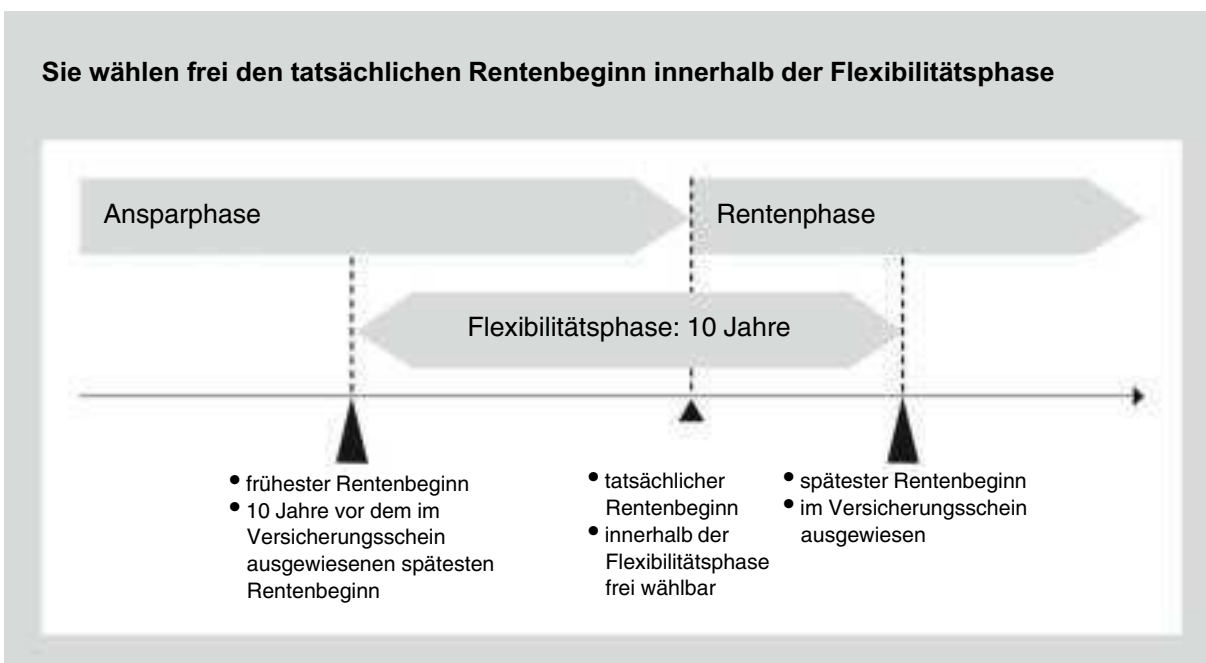 Sie wählen frei den tatsächlichen Rentenbeginn innerhalb der Flexibilitätsphase
Ansparphase
Rentenphase
Flexibilitätsphase: 10 Jahre
• frühester Rentenbeginn
• 10 Jahre vor dem im
Versicherungsschein
ausgewiesenen spätesten
Rentenbeginn
• tatsächlicher
Rentenbeginn
• innerhalb der
Flexibilitätsphase
frei wählbar
• spätester Rentenbeginn
• im Versicherungsschein
ausgewiesen